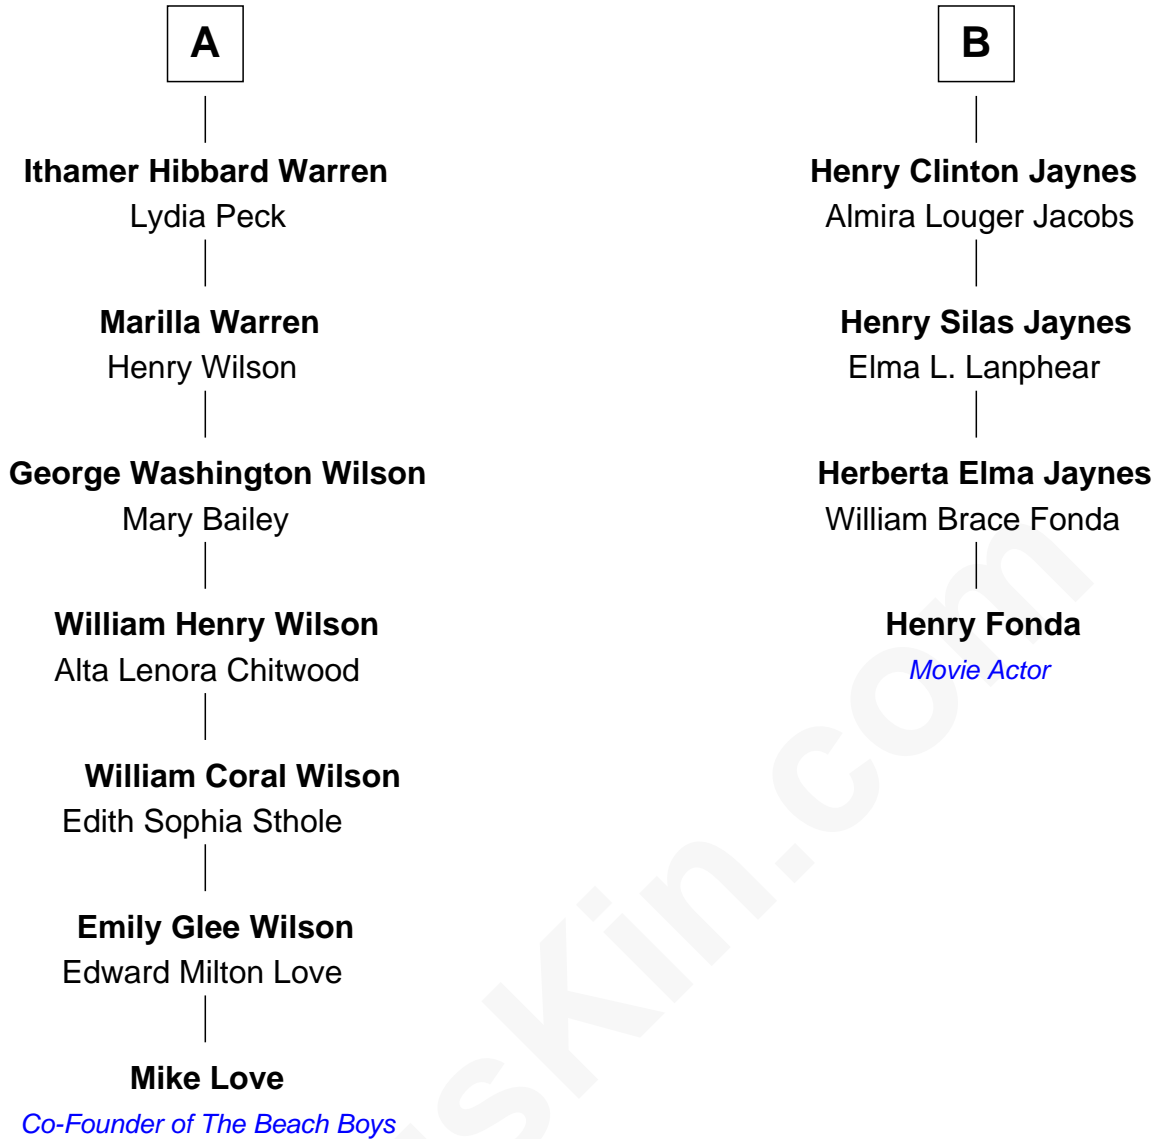 A
Ithamer Hibbard Warren
Lydia Peck
Marilla Warren
Henry Wilson
George Washington Wilson
Mary Bailey
William Henry Wilson
Alta Lenora Chitwood
William Coral Wilson
Edith Sophia Sthole
Emily Glee Wilson
Edward Milton Love
Mike Love
Co-Founder of The Beach Boys
B
Henry Clinton Jaynes
Almira Louger Jacobs
Henry Silas Jaynes
Elma L. Lanphear
Herberta Elma Jaynes
William Brace Fonda
Henry Fonda
Movie Actor